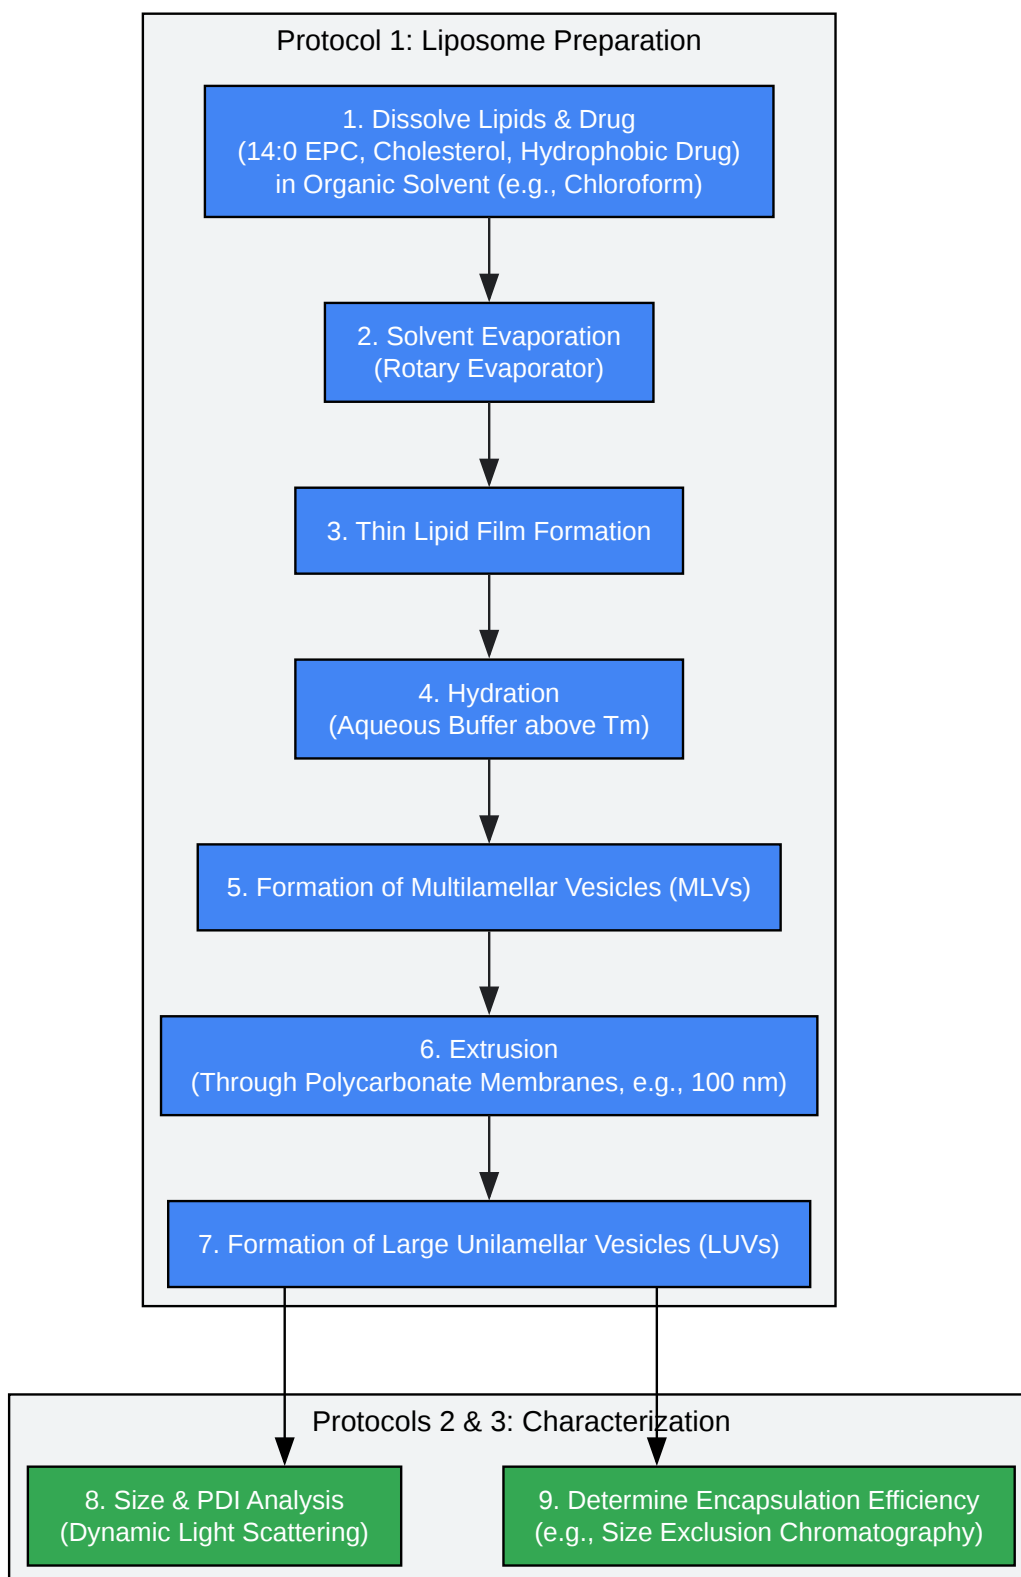 Protocol 1: Liposome Preparation
1. Dissolve Lipids & Drug
(14:0 EPC, Cholesterol, Hydrophobic Drug)
in Organic Solvent (e.g., Chloroform)
2. Solvent Evaporation
(Rotary Evaporator)
3. Thin Lipid Film Formation
4. Hydration
(Aqueous Buffer above Tm)
5. Formation of Multilamellar Vesicles (MLVs)
6. Extrusion
(Through Polycarbonate Membranes, e.g., 100 nm)
7. Formation of Large Unilamellar Vesicles (LUVs)
Protocols 2 & 3: Characterization
8. Size & PDI Analysis
(Dynamic Light Scattering)
9. Determine Encapsulation Efficiency
(e.g., Size Exclusion Chromatography)